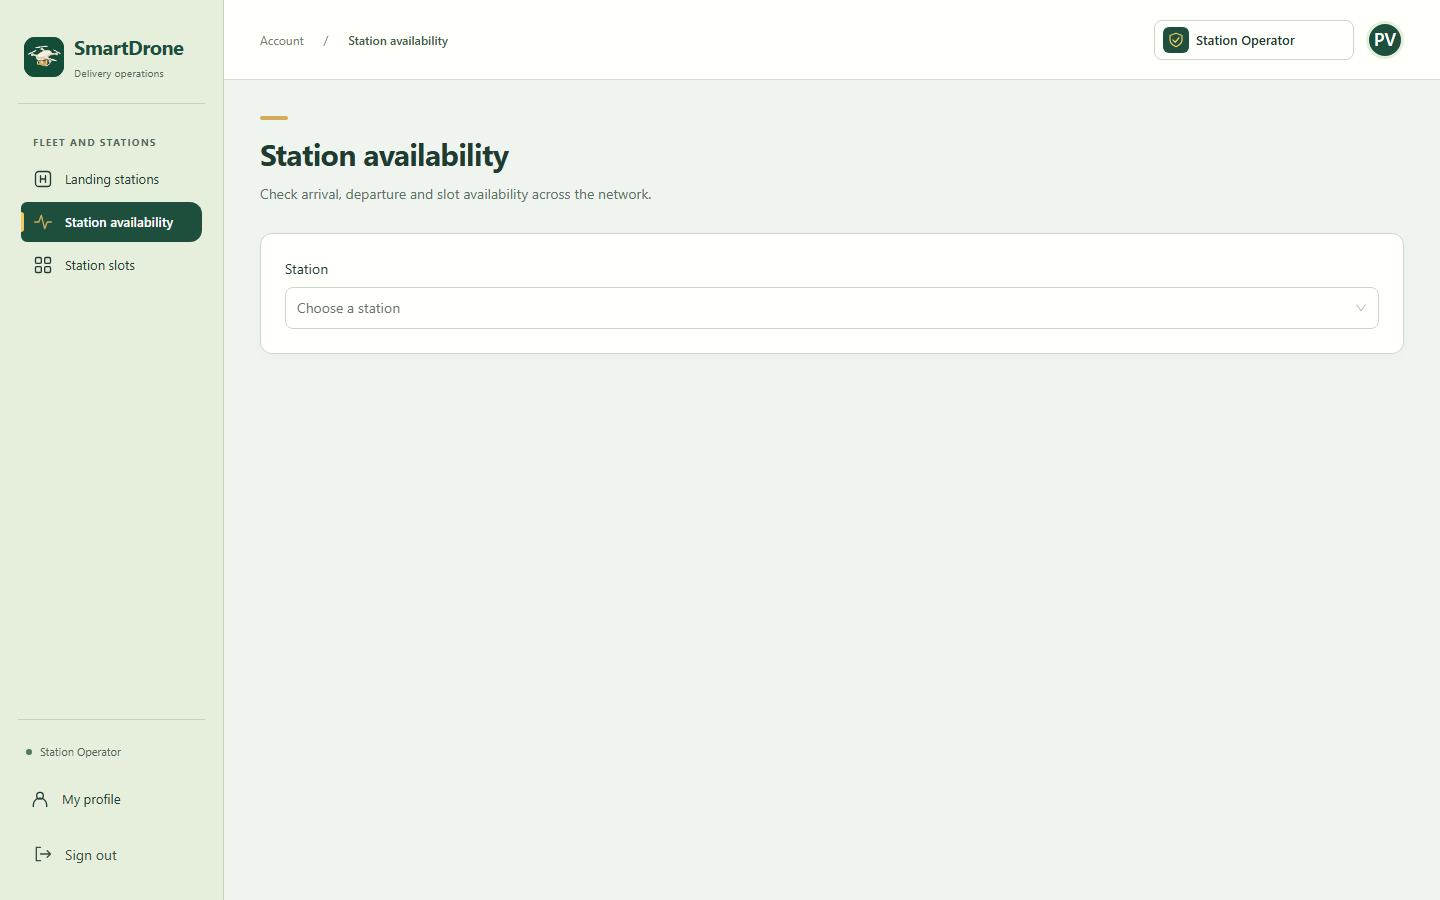 SmartDrone
Delivery operations
FLEET AND STATIONS
Landing stations
Station availability
Station slots
Station Operator
My profile
Sign out
Account / Station availability
Station Operator
PV
Station availability
Check arrival, departure and slot availability across the network.
Station
Choose a station